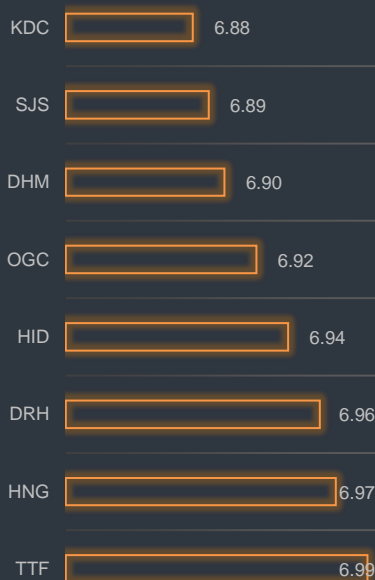 KDC 6.88
SJS 6.89
DHM 6.90
OGC 6.92
HID 6.94
DRH 6.96
HNG 6.97
TTF 6.99